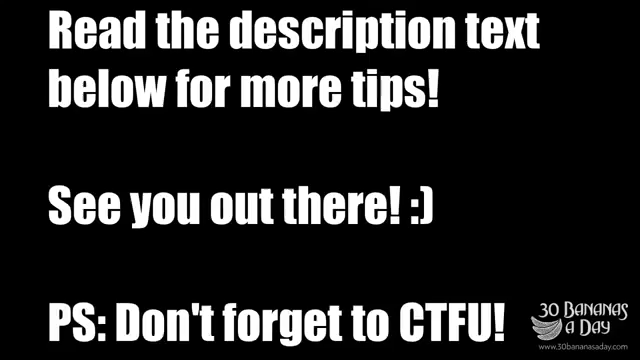 Read the description text
below for more tips!
See you out there! :)
PS: Don't forget to CTFU!
30 BANANAS
A DAY
www.30bananasaday.com